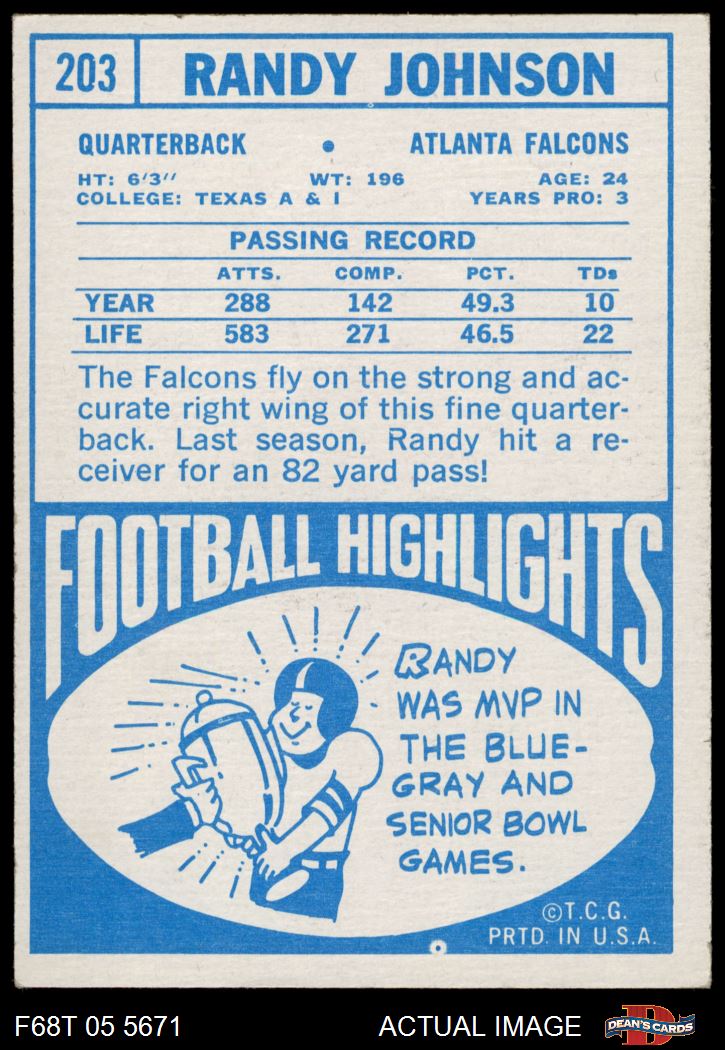 203 RANDY JOHNSON
QUARTERBACK • ATLANTA FALCONS
HT: 6'3" WT: 196 AGE: 24
COLLEGE: TEXAS A & I YEARS PRO: 3
PASSING RECORD
ATTS. COMP. PCT. TDs
YEAR 288 142 49.3 10
LIFE 583 271 46.5 22
The Falcons fly on the strong and ac-
curate right wing of this fine quarter-
back. Last season, Randy hit a re-
ceiver for an 82 yard pass!
FOOTBALL HIGHLIGHTS
RANDY
WAS MVP IN
THE BLUE-
GRAY AND
SENIOR BOWL
GAMES.
©T.C.G.
PRTD. IN U.S.A.
F68T 05 5671 ACTUAL IMAGE D DEAN'S CARDS